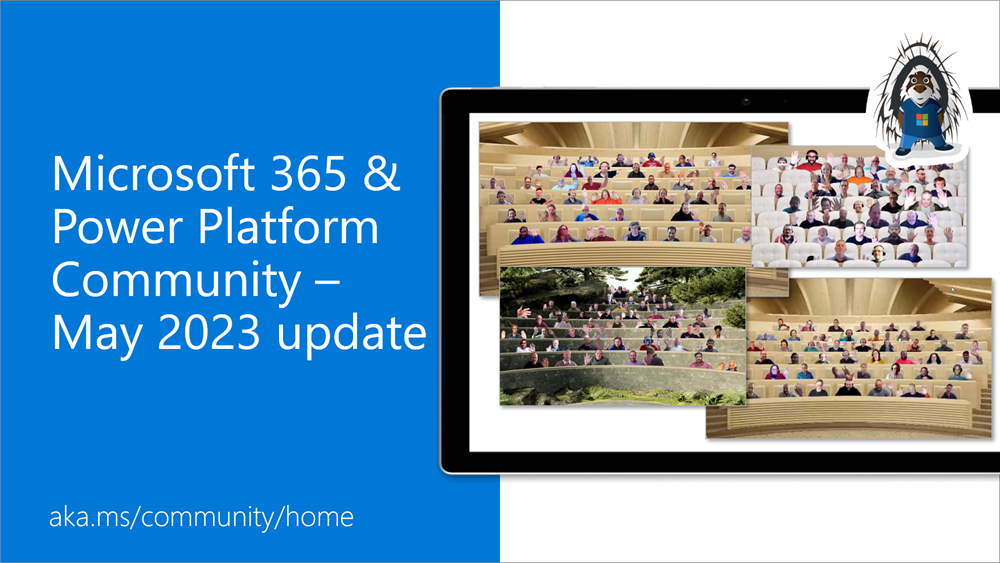 Microsoft 365 &
Power Platform
Community –
May 2023 update
aka.ms/community/home